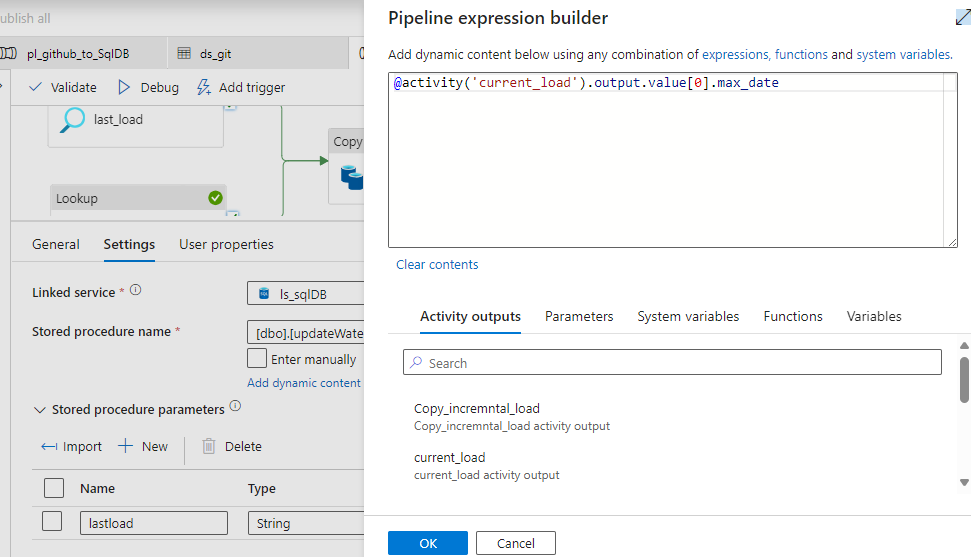 ublish all
pl_github_to_SqlDB
ds_git
Validate
Debug
Add trigger
last_load
Copy
Lookup
General
Settings
User properties
Linked service *
ls_sqlDB
Stored procedure name *
[dbo].[updateWate
Enter manually
Add dynamic content
Stored procedure parameters
Import
New
Delete
Name
Type
lastload
String
Pipeline expression builder
Add dynamic content below using any combination of expressions, functions and system variables.
@activity('current_load').output.value[0].max_date
Clear contents
Activity outputs
Parameters
System variables
Functions
Variables
Search
Copy_incremntal_load
Copy_incremntal_load activity output
current_load
current_load activity output
OK
Cancel